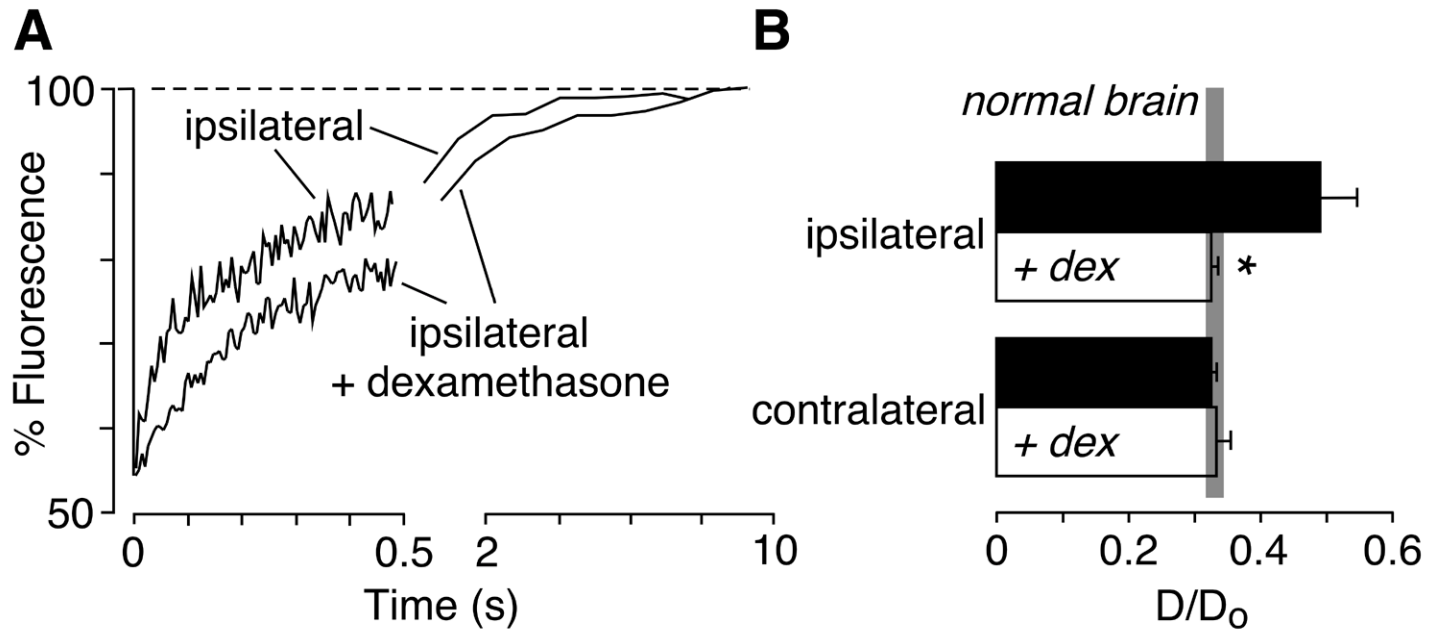 A
100
ipsilateral
ipsilateral
+ dexamethasone
% Fluorescence
50
0
0.5
2
10
Time (s)
B
normal brain
ipsilateral
+ dex
*
contralateral
+ dex
0
0.2
0.4
0.6
D/Do